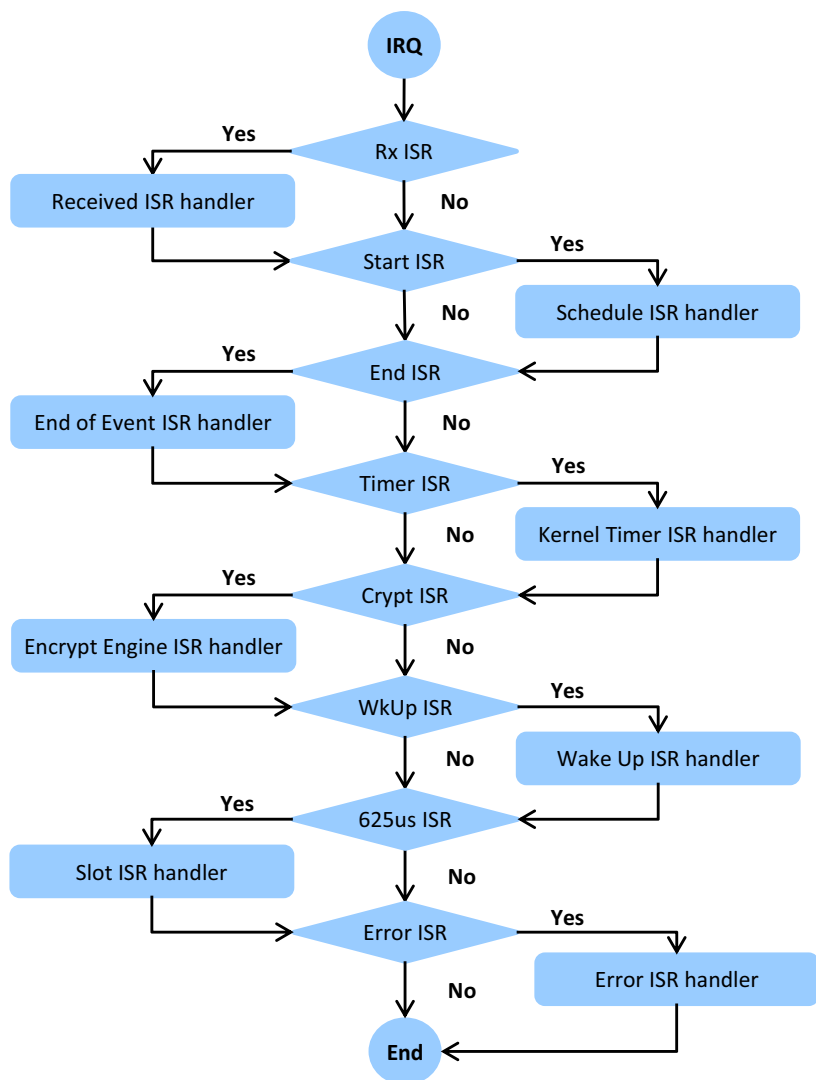 IRQ
Yes
Rx ISR
Received ISR handler
No
Start ISR
Yes
No
Schedule ISR handler
Yes
End ISR
End of Event ISR handler
No
Timer ISR
Yes
No
Kernel Timer ISR handler
Yes
Crypt ISR
Encrypt Engine ISR handler
No
WkUp ISR
Yes
No
Wake Up ISR handler
Yes
625us ISR
Slot ISR handler
No
Error ISR
Yes
No
Error ISR handler
End